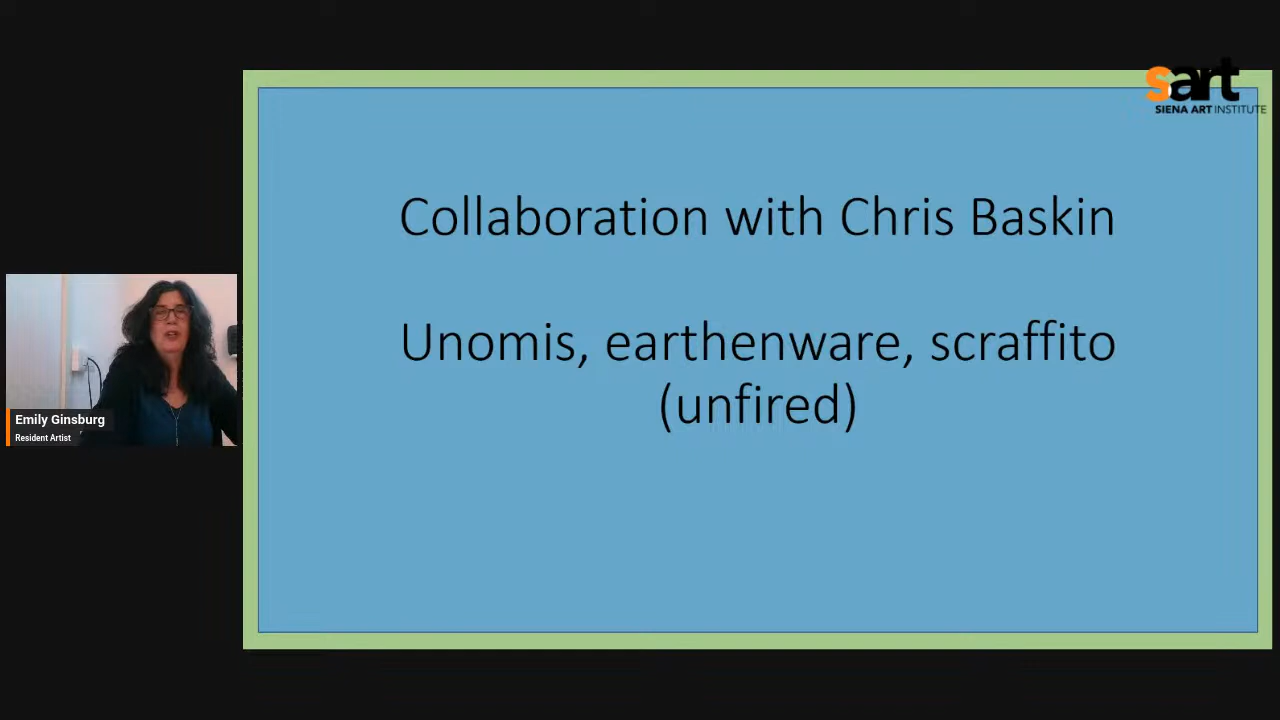 sart
SIENA ART INSTITUTE
Collaboration with Chris Baskin
Unomis, earthenware, scraffito
(unfired)
Emily Ginsburg
Resident Artist